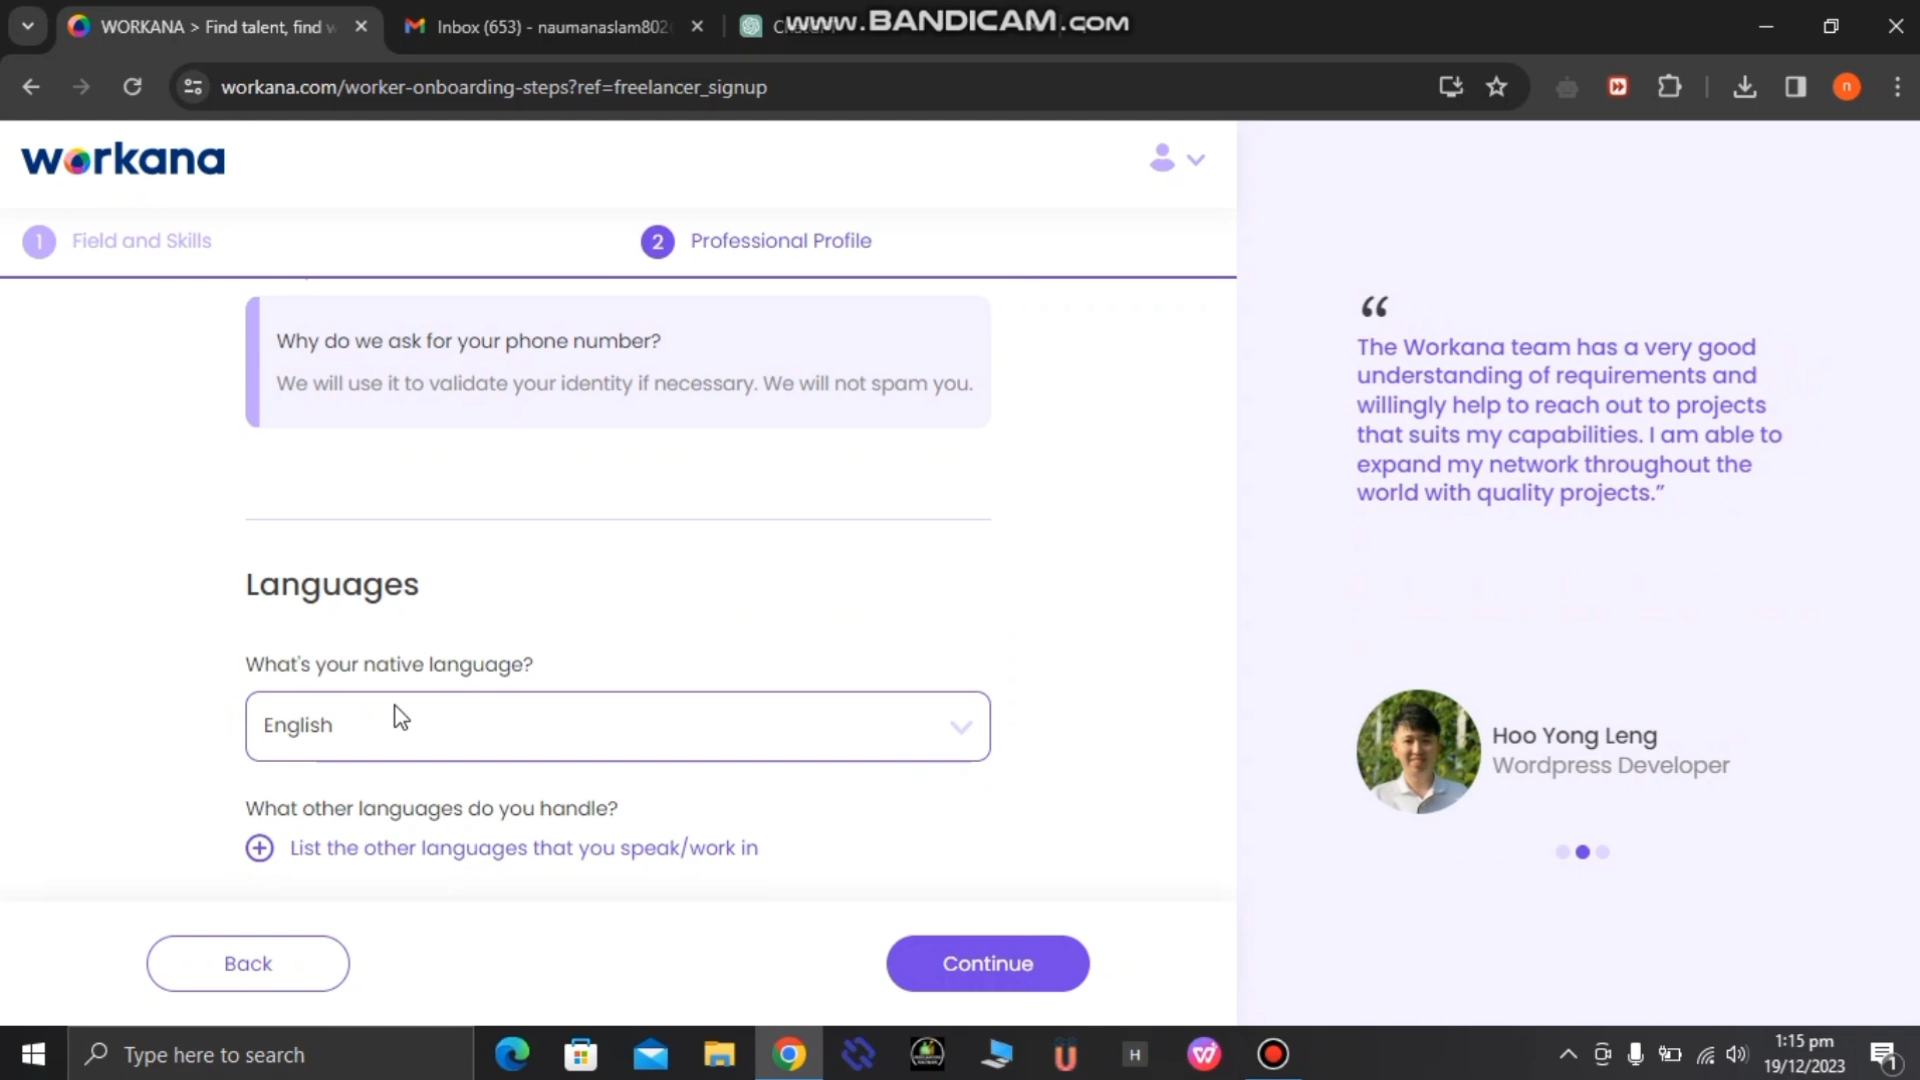 WORKANA > Find talent, find w
Inbox (653) - naumanaslam802
www.BANDICAM.com
workana.com/worker-onboarding-steps?ref=freelancer_signup
n
workana
1 Field and Skills
2 Professional Profile
Why do we ask for your phone number?
We will use it to validate your identity if necessary. We will not spam you.
Languages
What's your native language?
English
What other languages do you handle?
List the other languages that you speak/work in
Back
Continue
“
The Workana team has a very good
understanding of requirements and
willingly help to reach out to projects
that suits my capabilities. I am able to
expand my network throughout the
world with quality projects.”
Hoo Yong Leng
Wordpress Developer
Type here to search
H
1:15 pm
19/12/2023
1